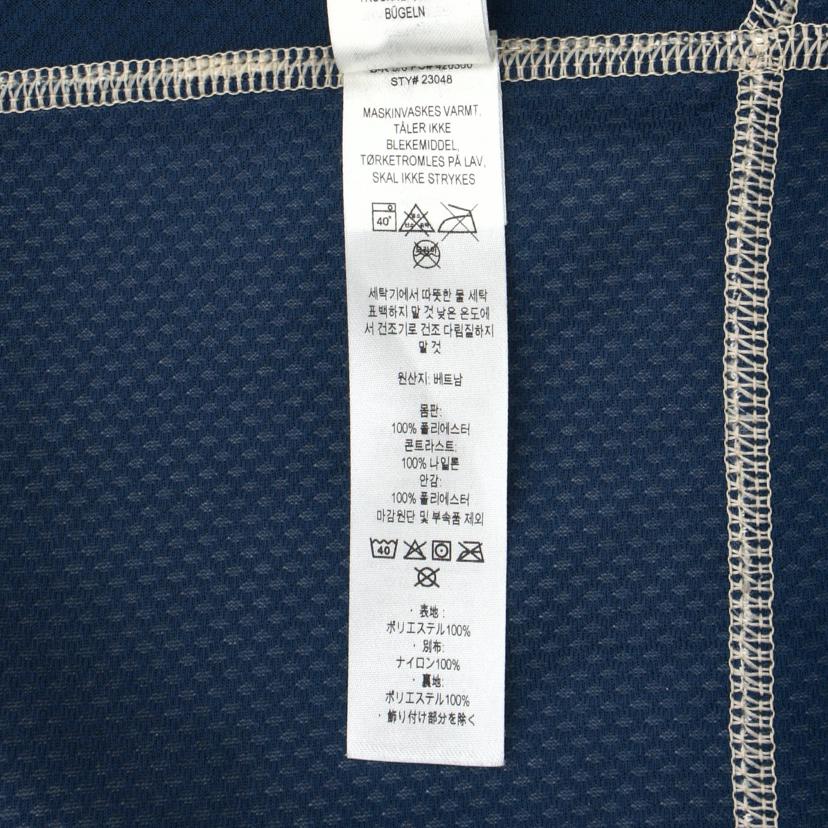 BÜGELN
STY# 23048
MASKINVASKES VARMT,
TÅLER IKKE
BLEKEMIDDEL,
TØRKETROMLES PÅ LAV,
SKAL IKKE STRYKES
40°
세탁기에서 따뜻한 물 세탁
표백하지 말 것 낮은 온도에
서 건조기로 건조 다림질하지
말 것
원산지: 베트남
몸판:
100% 폴리에스터
콘트라스트:
100% 나일론
안감:
100% 폴리에스터
마감원단 및 부속품 제외
40
・ 表地 :
ポリエステル100%
・ 別布:
ナイロン100%
・ 裏地:
ポリエステル100%
・ 飾り付け部分を除く